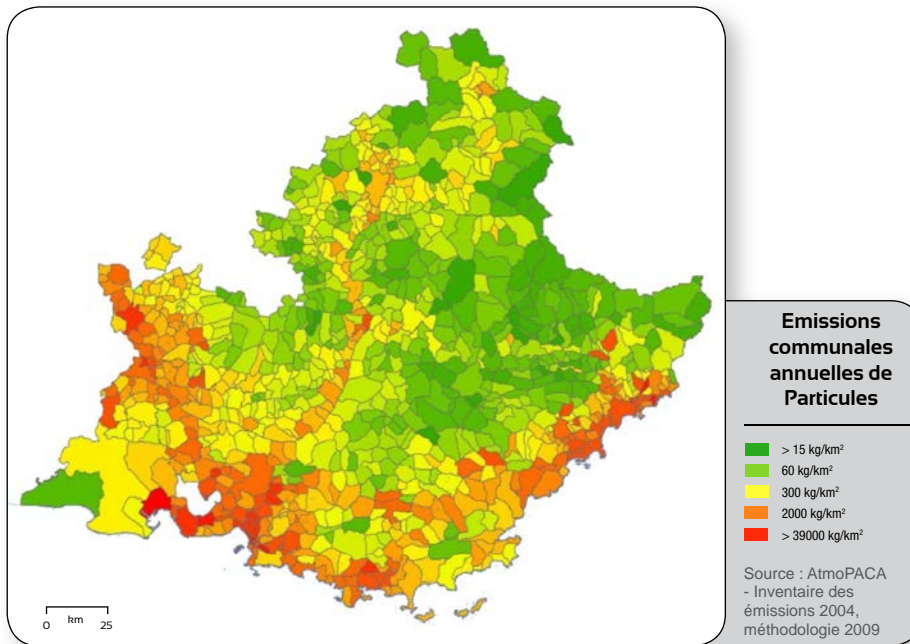 Emissions
communales
annuelles de
Particules
> 15 kg/km²
60 kg/km²
300 kg/km²
2000 kg/km²
> 39000 kg/km²
Source : AtmoPACA
- Inventaire des
émissions 2004,
méthodologie 2009
km
0 25